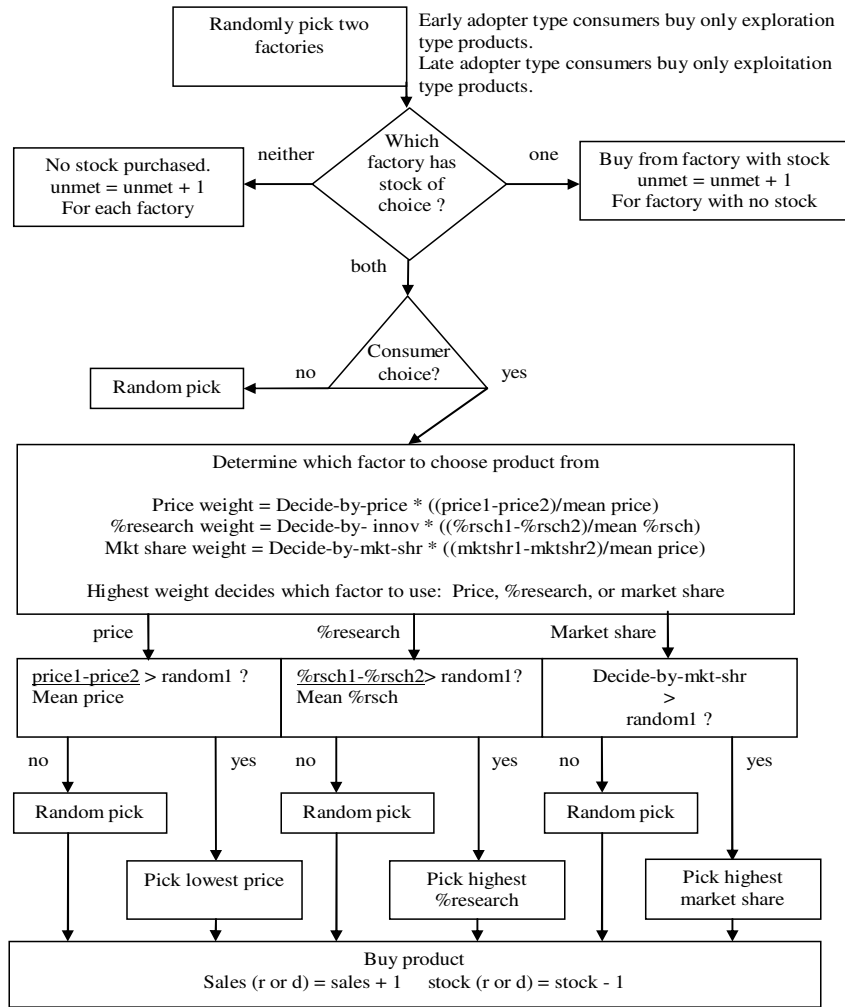 Randomly pick two
factories
Early adopter type consumers buy only exploration
type products.
Late adopter type consumers buy only exploitation
type products.
Which
factory has
stock of
choice ?
neither
one
No stock purchased.
unmet = unmet + 1
For each factory
Buy from factory with stock
unmet = unmet + 1
For factory with no stock
both
Consumer
choice?
no
yes
Random pick
Determine which factor to choose product from
Price weight = Decide-by-price * ((price1-price2)/mean price)
%research weight = Decide-by- innov * ((%rsch1-%rsch2)/mean %rsch)
Mkt share weight = Decide-by-mkt-shr * ((mktshr1-mktshr2)/mean price)
Highest weight decides which factor to use: Price, %research, or market share
price
%research
Market share
price1-price2 > random1 ?
Mean price
%rsch1-%rsch2> random1?
Mean %rsch
Decide-by-mkt-shr
>
random1 ?
no
yes
no
yes
no
yes
Random pick
Random pick
Random pick
Pick lowest price
Pick highest
%research
Pick highest
market share
Buy product
Sales (r or d) = sales + 1 stock (r or d) = stock - 1